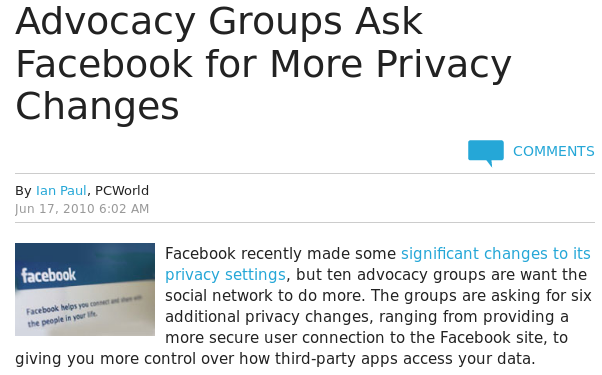 Advocacy Groups Ask
Facebook for More Privacy
Changes
COMMENTS
By Ian Paul, PCWorld
Jun 17, 2010 6:02 AM
facebook
Facebook helps you connect and share with
the people in your life.
Facebook recently made some significant changes to its
privacy settings, but ten advocacy groups are want the
social network to do more. The groups are asking for six
additional privacy changes, ranging from providing a
more secure user connection to the Facebook site, to
giving you more control over how third-party apps access your data.